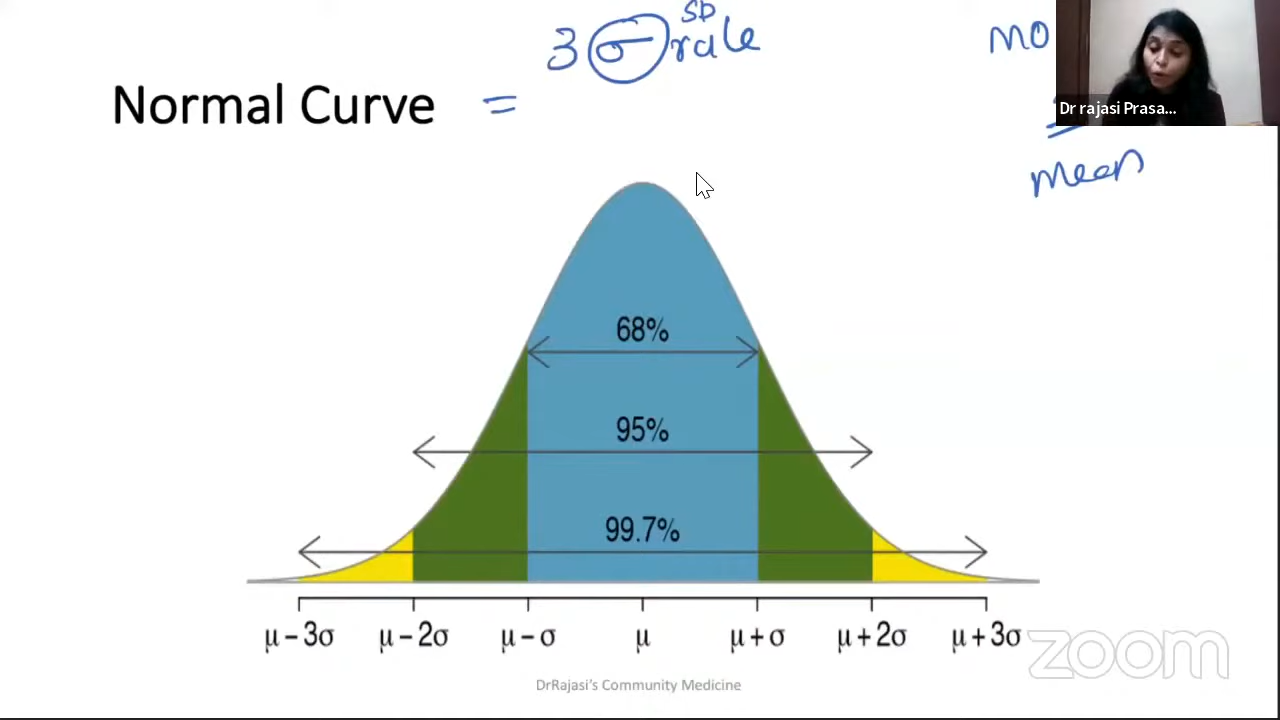 SD
3 σ rule
MO
Dr rajasi Prasa...
Normal Curve =
=
mean
68%
95%
99.7%
μ – 3σ μ – 2σ μ – σ μ μ + σ μ + 2σ μ + 3σ
zoom
DrRajasi's Community Medicine